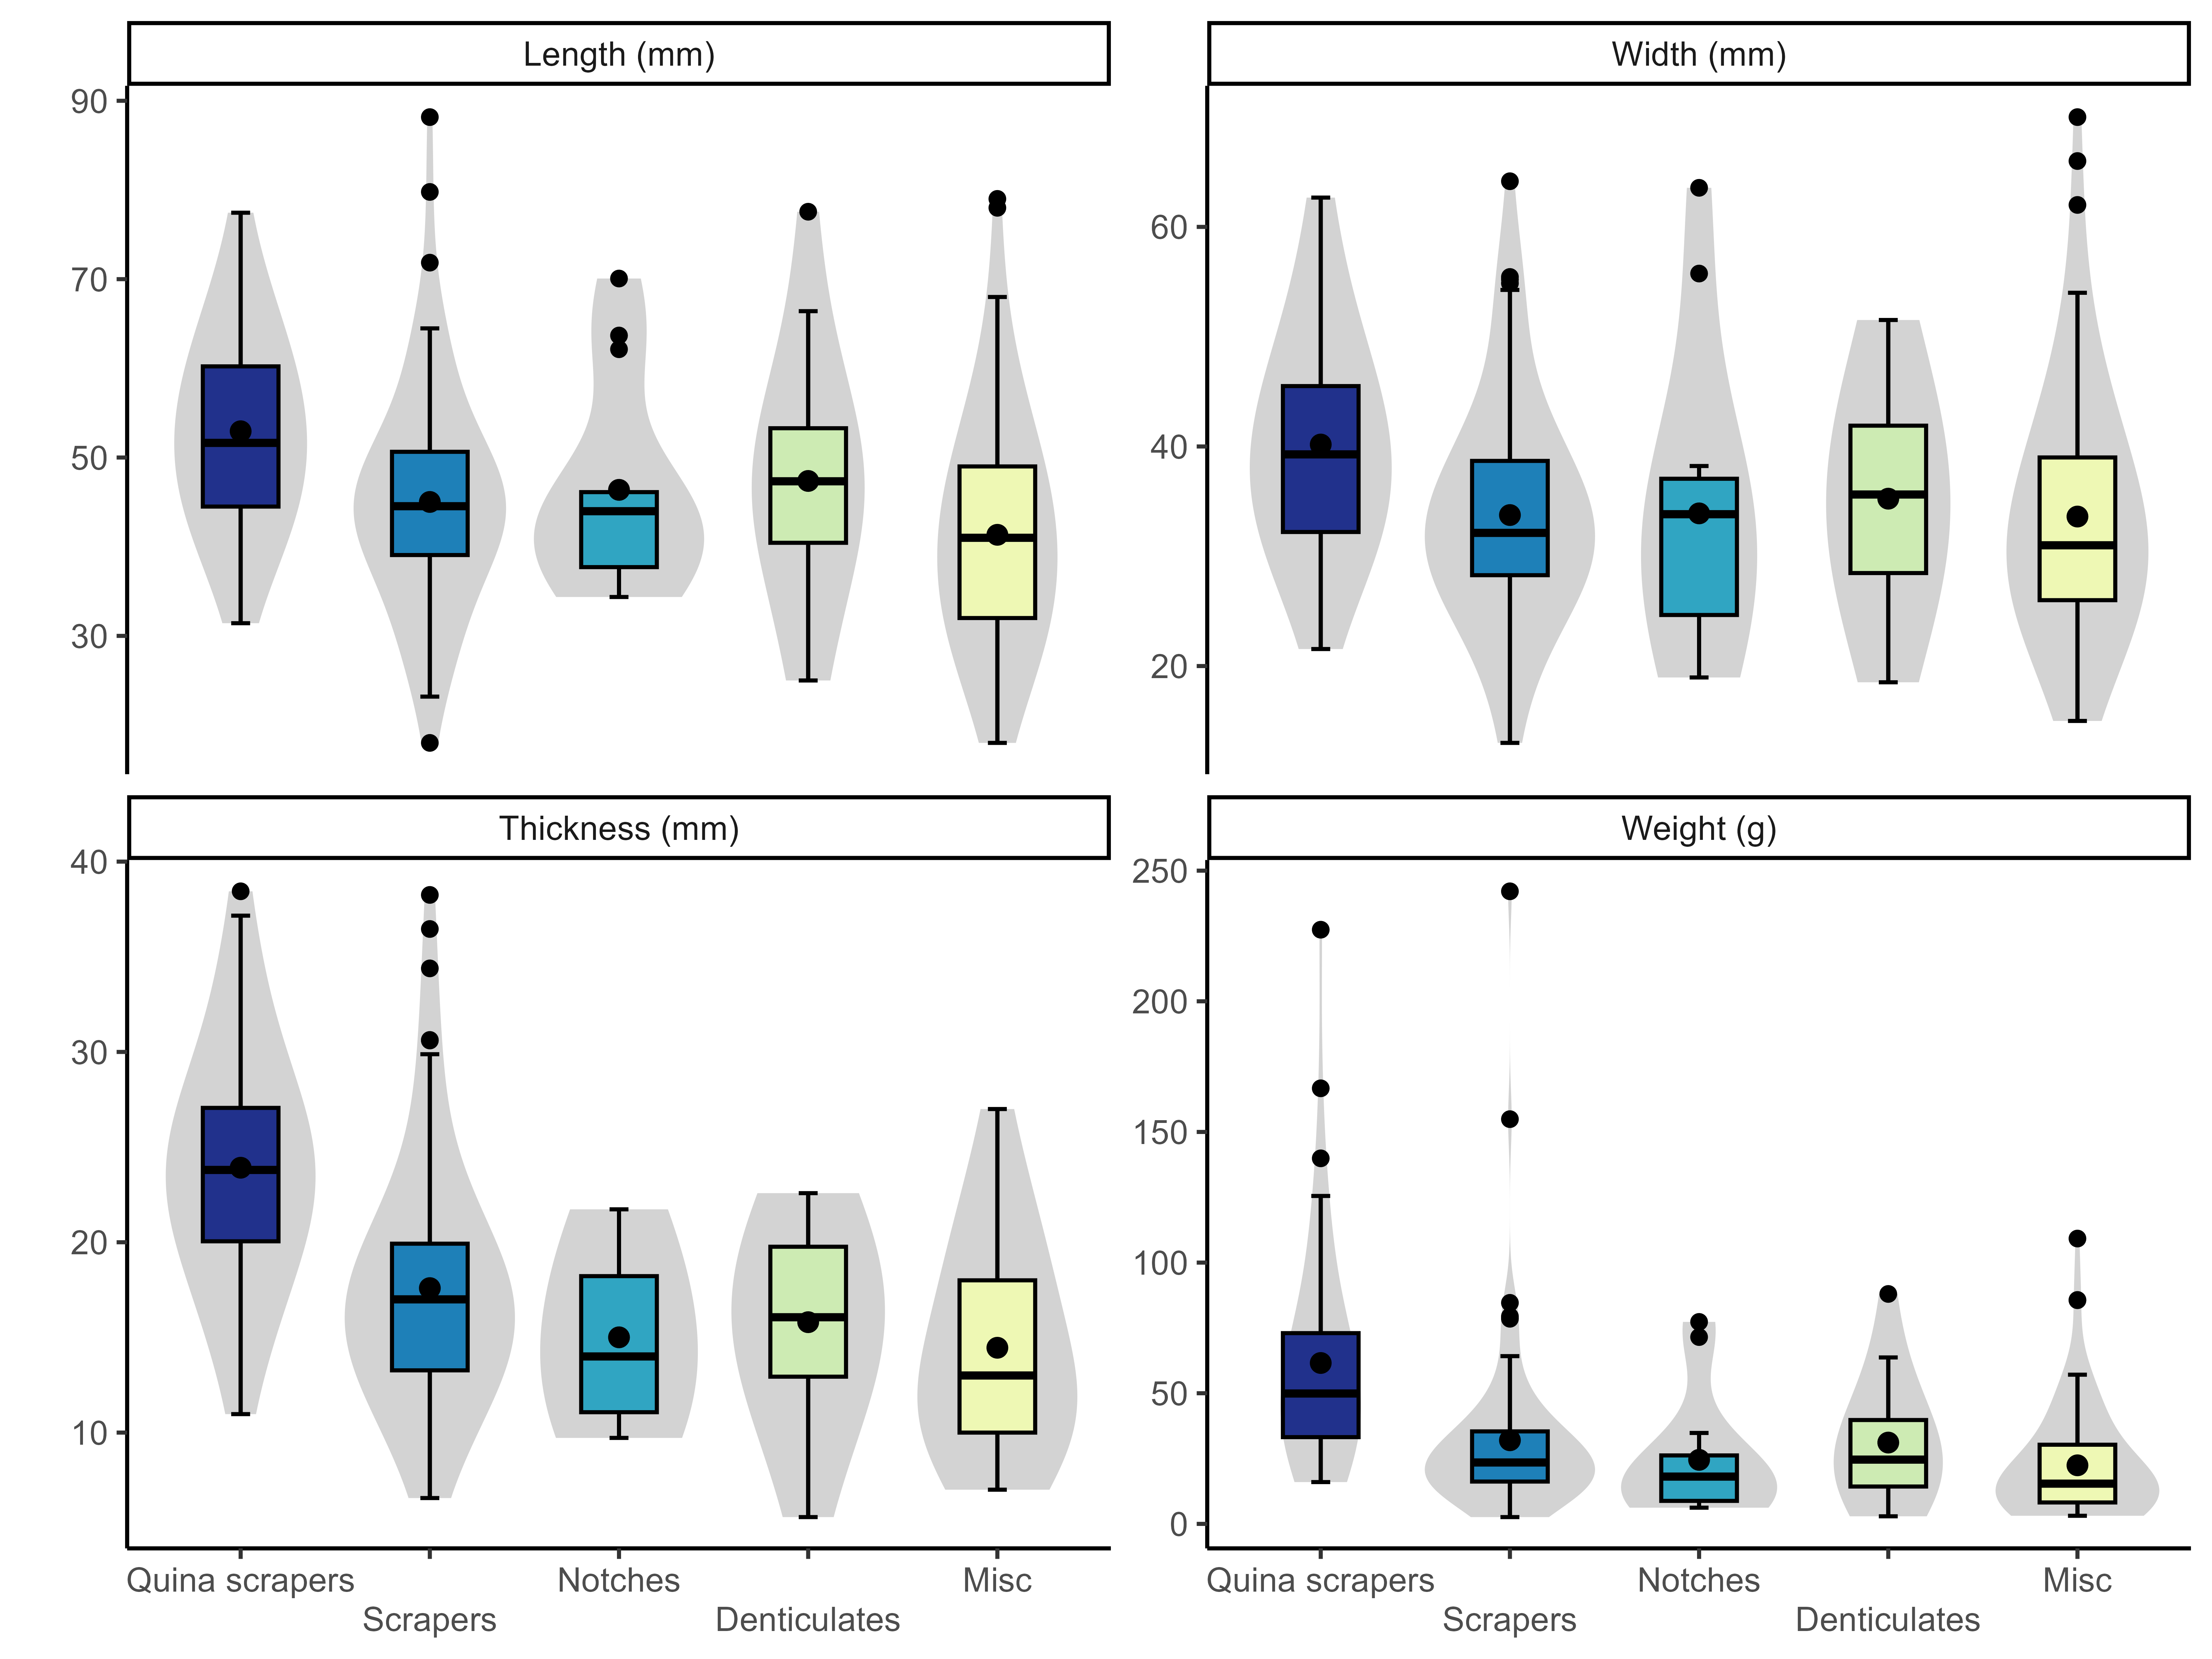 Length (mm)
90
70
50
30
Width (mm)
60
40
20
Thickness (mm)
40
30
20
10
Quina scrapers
Notches
Misc
Scrapers
Denticulates
Weight (g)
250
200
150
100
50
0
Quina scrapers
Notches
Misc
Scrapers
Denticulates